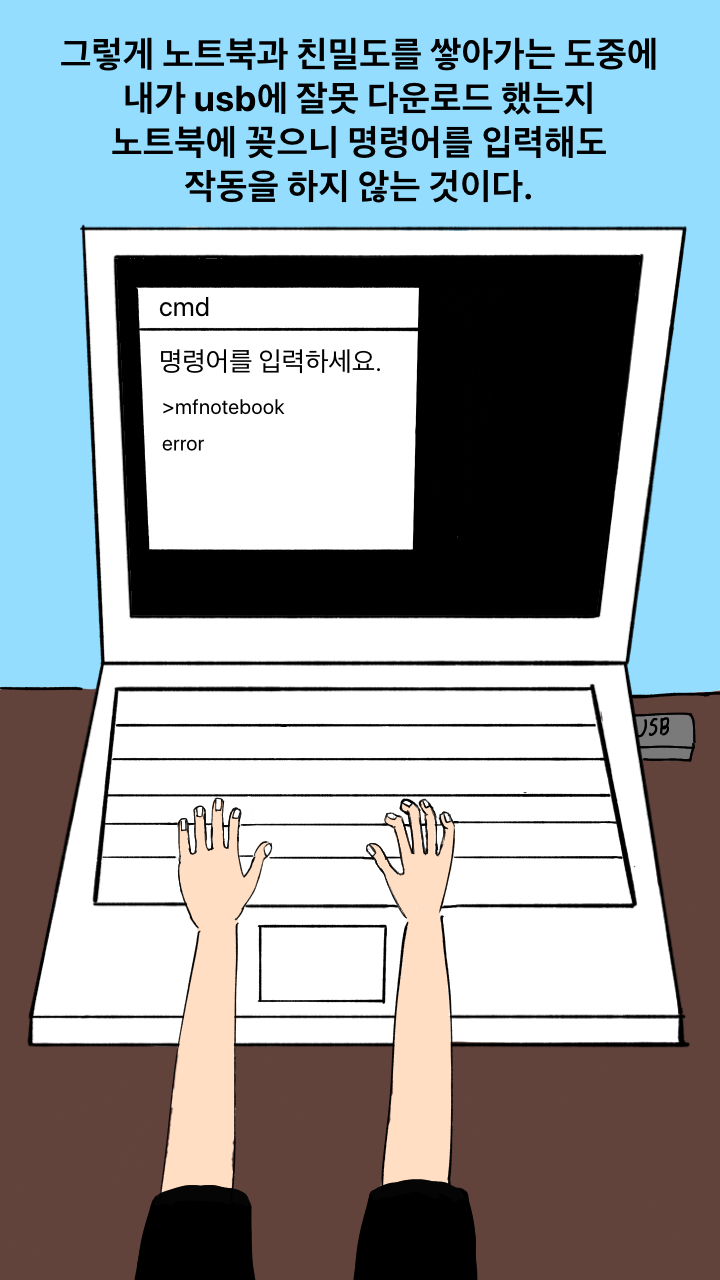 그렇게 노트북과 친밀도를 쌓아가는 도중에
내가 usb에 잘못 다운로드 했는지
노트북에 꽂으니 명령어를 입력해도
작동을 하지 않는 것이다.
cmd
명령어를 입력하세요.
>mfnotebook
error
USB